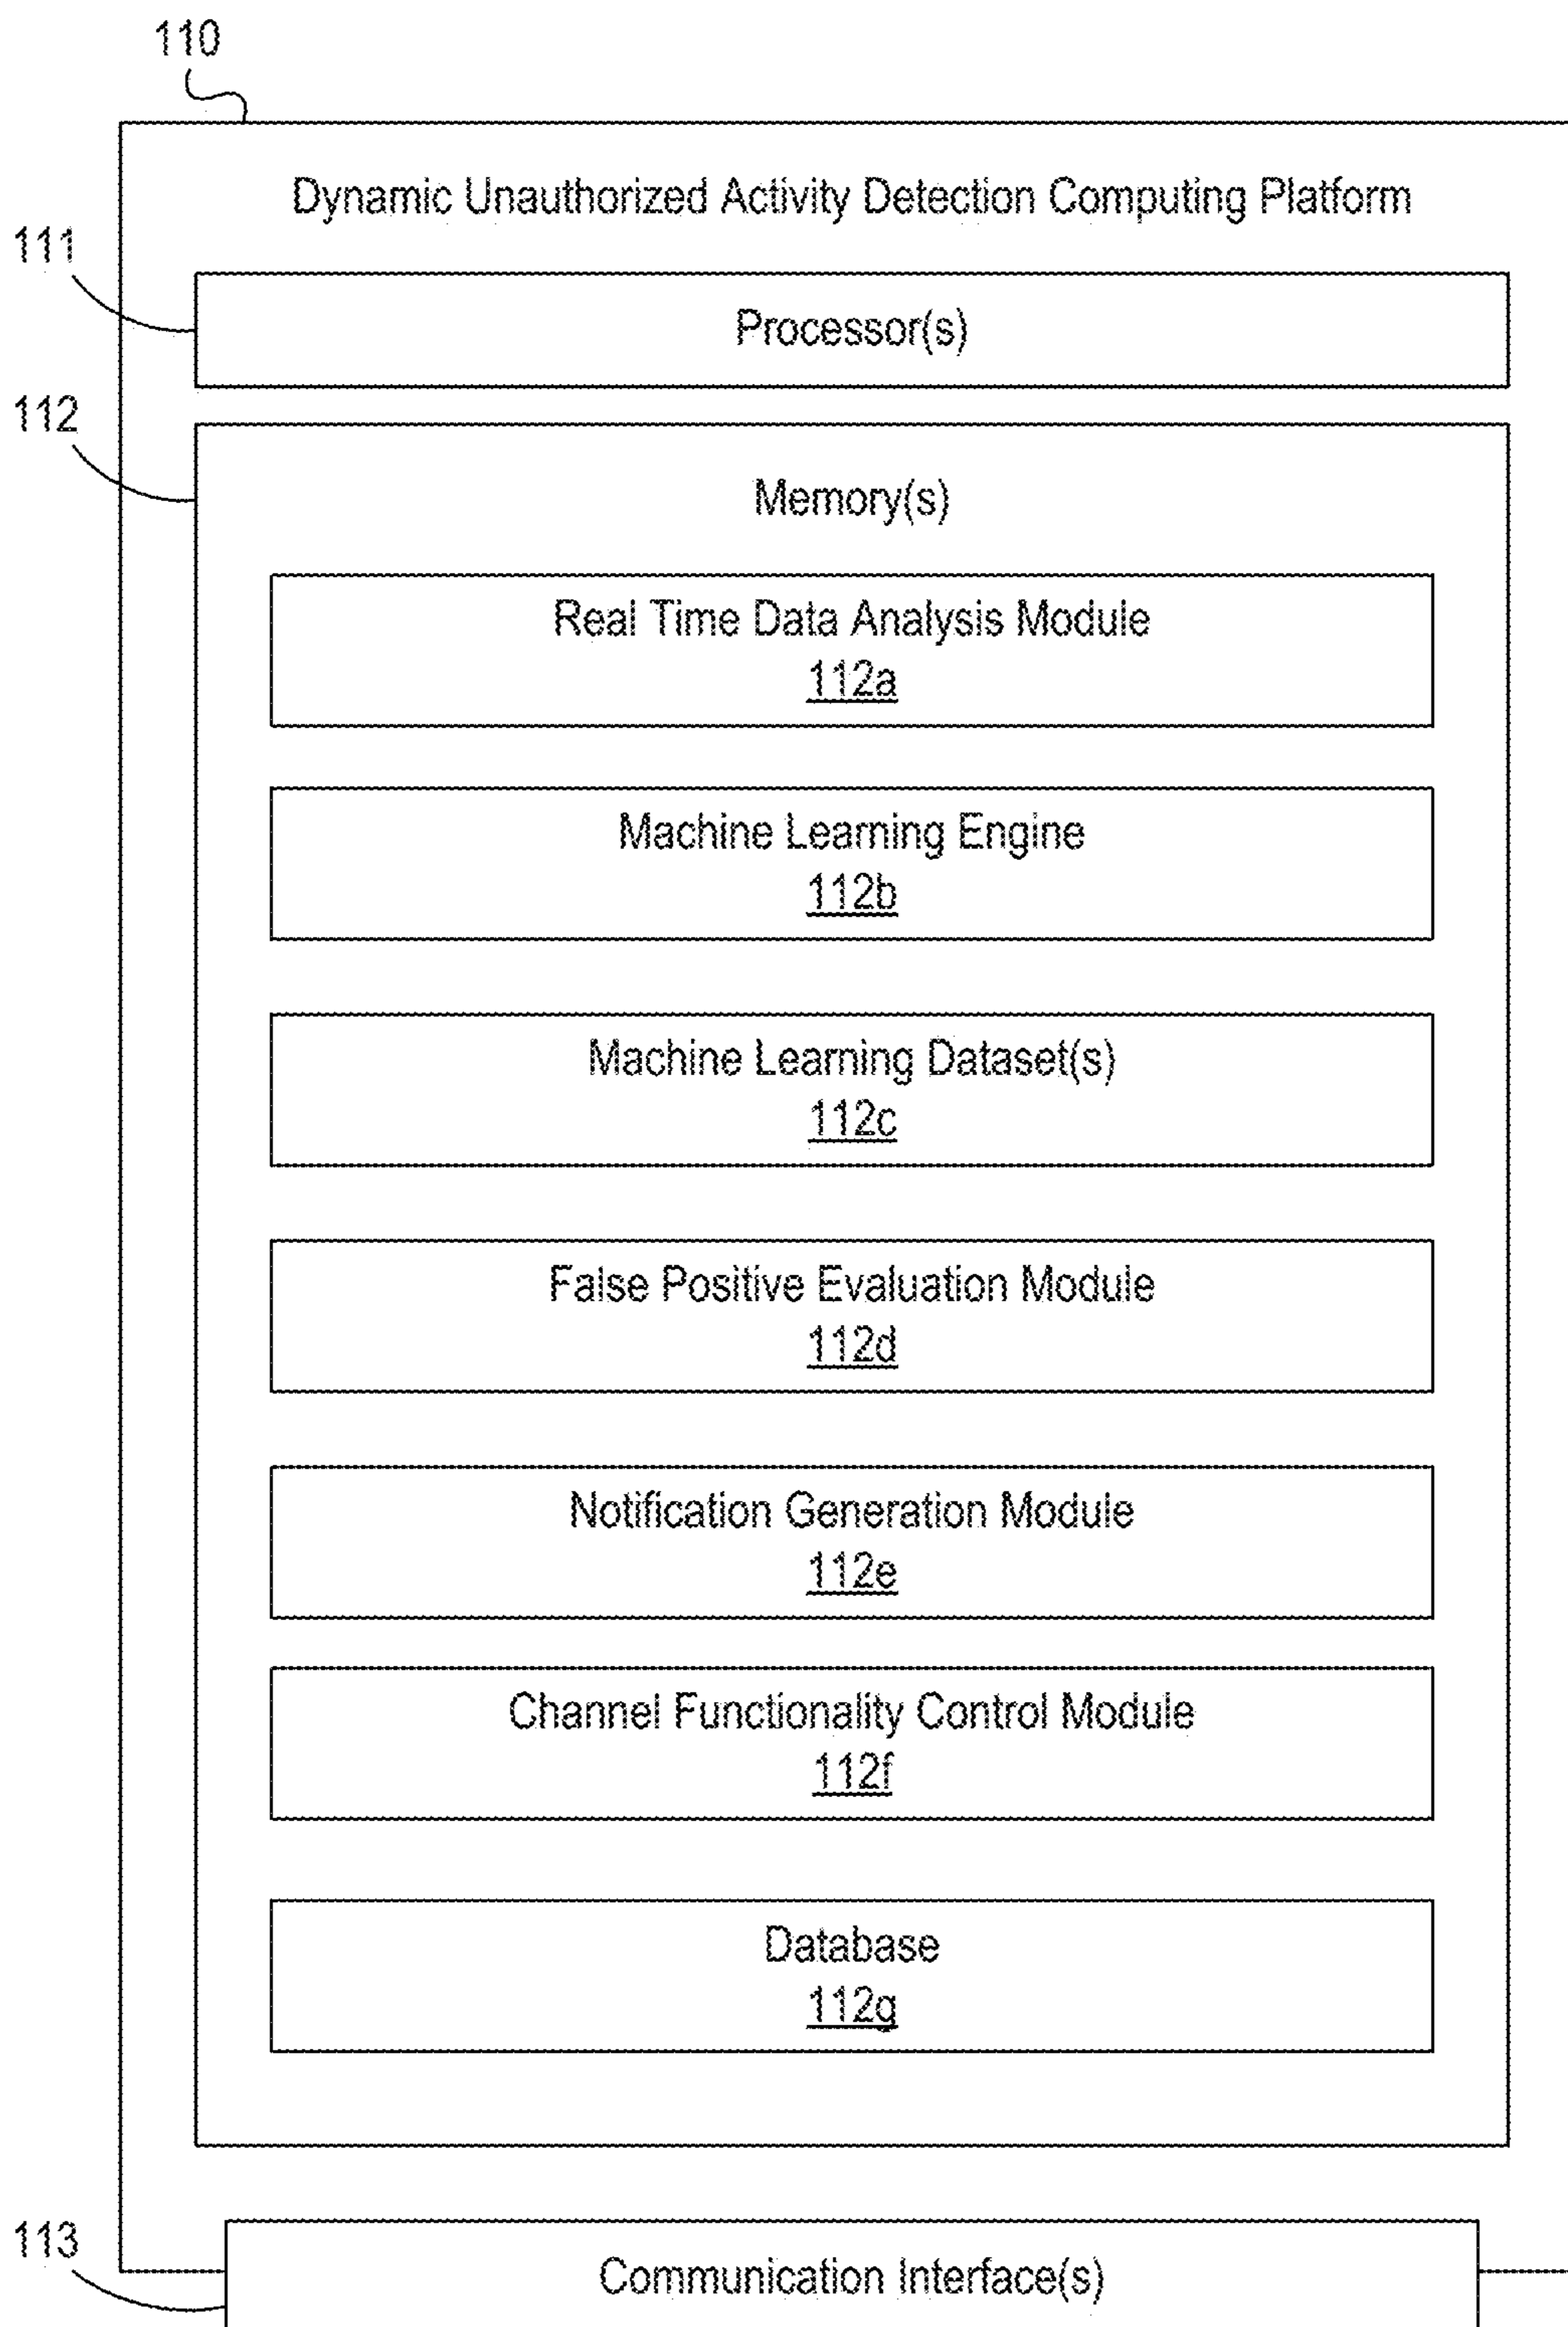 110
Dynamic Unauthorized Activity Detection Computing Platform
111
Processor(s)
112
Memory(s)
Real Time Data Analysis Module
112a
Machine Learning Engine
112b
Machine Learning Dataset(s)
112c
False Positive Evaluation Module
112d
Notification Generation Module
112e
Channel Functionality Control Module
112f
Database
112g
113
Communication Interface(s)